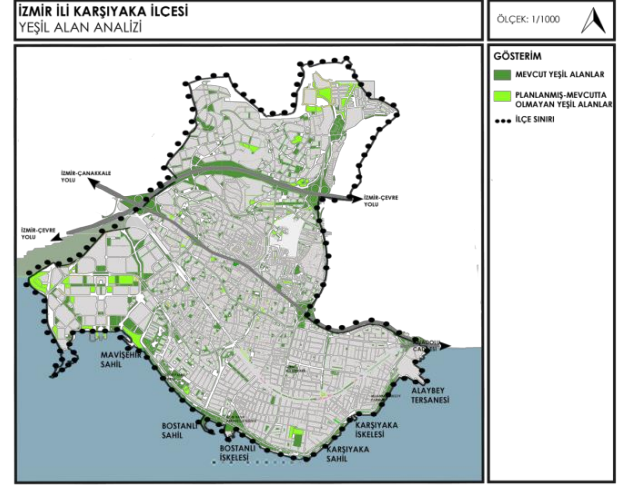 İZMİR İLİ KARŞIYAKA İLÇESİ
YEŞİL ALAN ANALİZİ
ÖLÇEK: 1/1000
GÖSTERİM
MEVCUT YEŞİL ALANLAR
PLANLANMIŞ-MEVCUTTA
OLMAYAN YEŞİL ALANLAR
İLÇE SINIRI
İZMİR-ÇANAKKALE
YOLU
İZMİR-ÇEVRE
YOLU
İZMİR-ÇEVRE
YOLU
MAVİŞEHİR
SAHİL
ALAYBEY
TERSANESİ
BOSTANLI
SAHİL
KARŞIYAKA
İSKELESİ
BOSTANLI
İSKELESİ
KARŞIYAKA
SAHİL